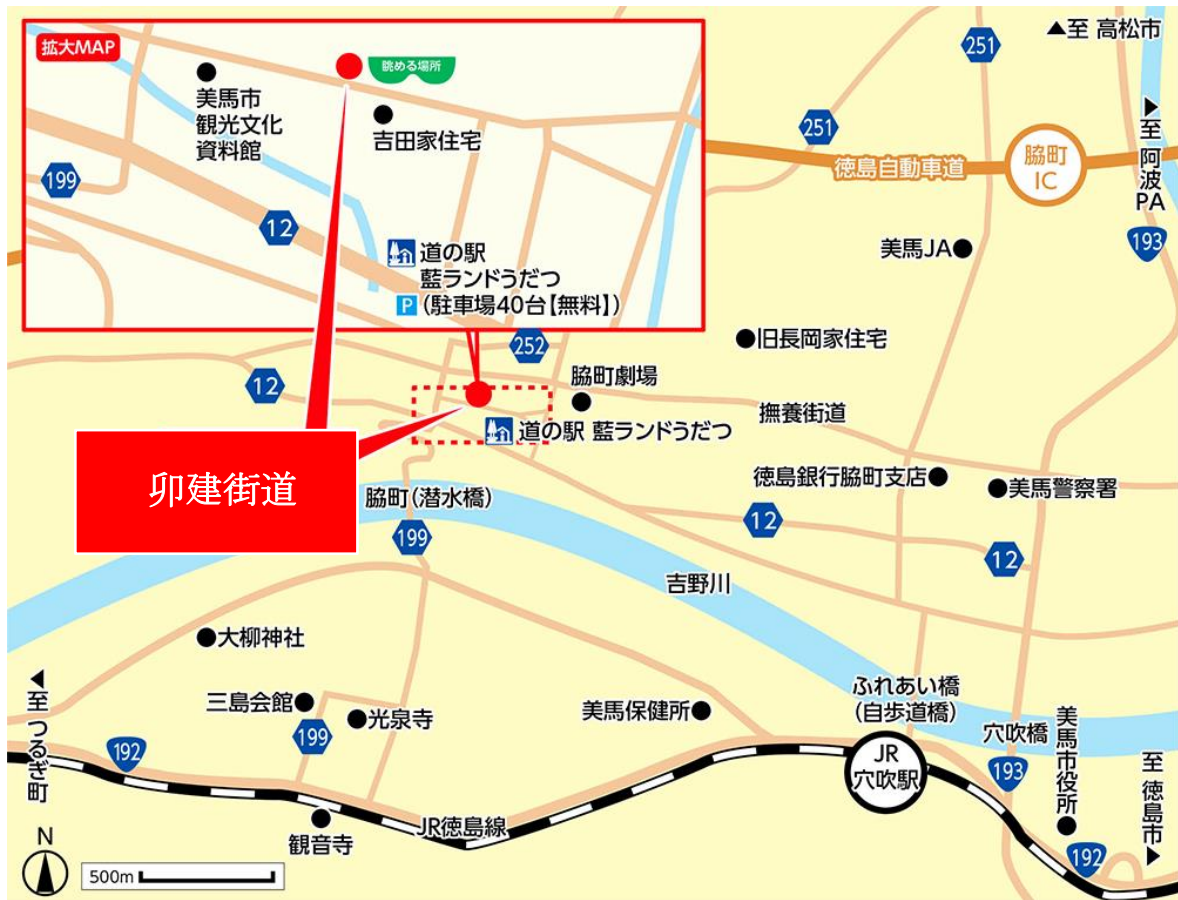 拡大MAP
眺める場所
美馬市
観光文化
資料館
吉田家住宅
199
12
道の駅
藍ランドうだつ
P(駐車場40台【無料】)
251
▲至 高松市
251
▲至 阿波PA
徳島自動車道
脇町
IC
193
美馬JA
旧長岡家住宅
252
12
脇町劇場
撫養街道
道の駅 藍ランドうだつ
卯建街道
徳島銀行脇町支店
美馬警察署
脇町(潜水橋)
199
12
12
吉野川
大柳神社
▲至 つるぎ町
三島会館
光泉寺
199
美馬保健所
ふれあい橋
(自歩道橋)
穴吹橋
美馬市役所
192
JR
穴吹駅
193
至 徳島市▼
観音寺
JR徳島線
192
N
500m